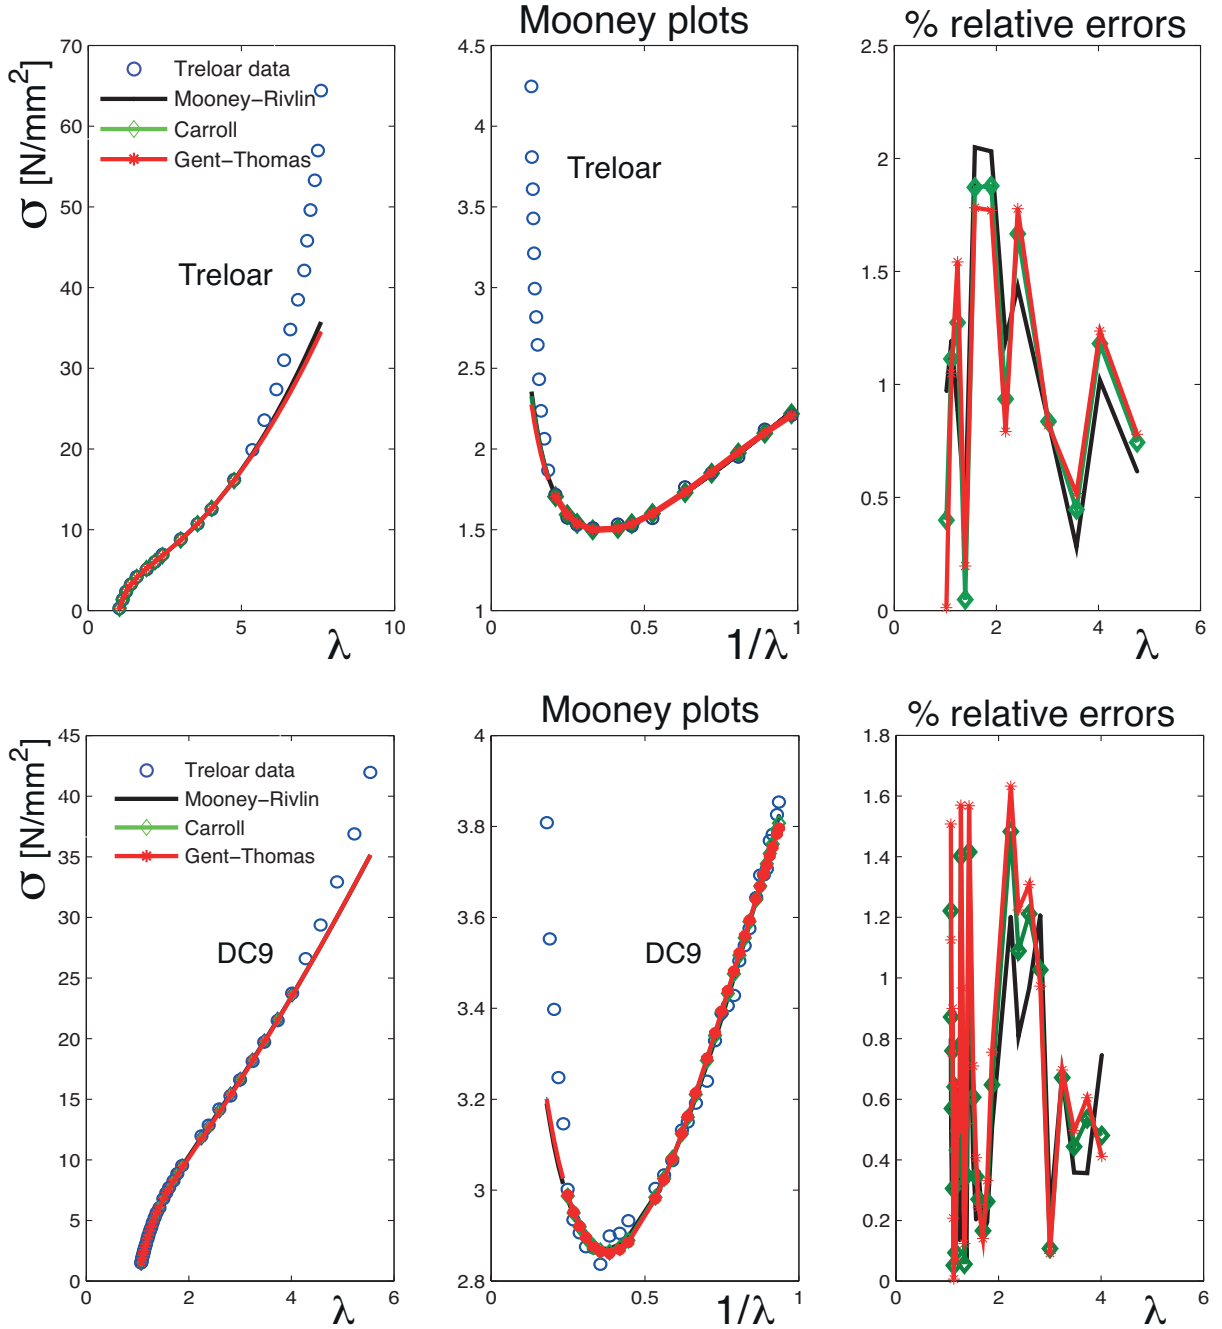 Mooney plots
% relative errors
σ [N/mm²]
70
60
50
40
30
20
10
0
Treloar data
Mooney−Rivlin
Carroll
Gent−Thomas
Treloar
0
5
10
λ
4.5
4
3.5
3
2.5
2
1.5
1
Treloar
0
0.5
1
1/λ
2.5
2
1.5
1
0.5
0
0
2
4
6
λ
Mooney plots
% relative errors
σ [N/mm²]
45
40
35
30
25
20
15
10
5
0
Treloar data
Mooney−Rivlin
Carroll
Gent−Thomas
DC9
0
2
4
6
λ
4
3.8
3.6
3.4
3.2
3
2.8
DC9
0
0.5
1
1/λ
1.8
1.6
1.4
1.2
1
0.8
0.6
0.4
0.2
0
0
2
4
6
λ